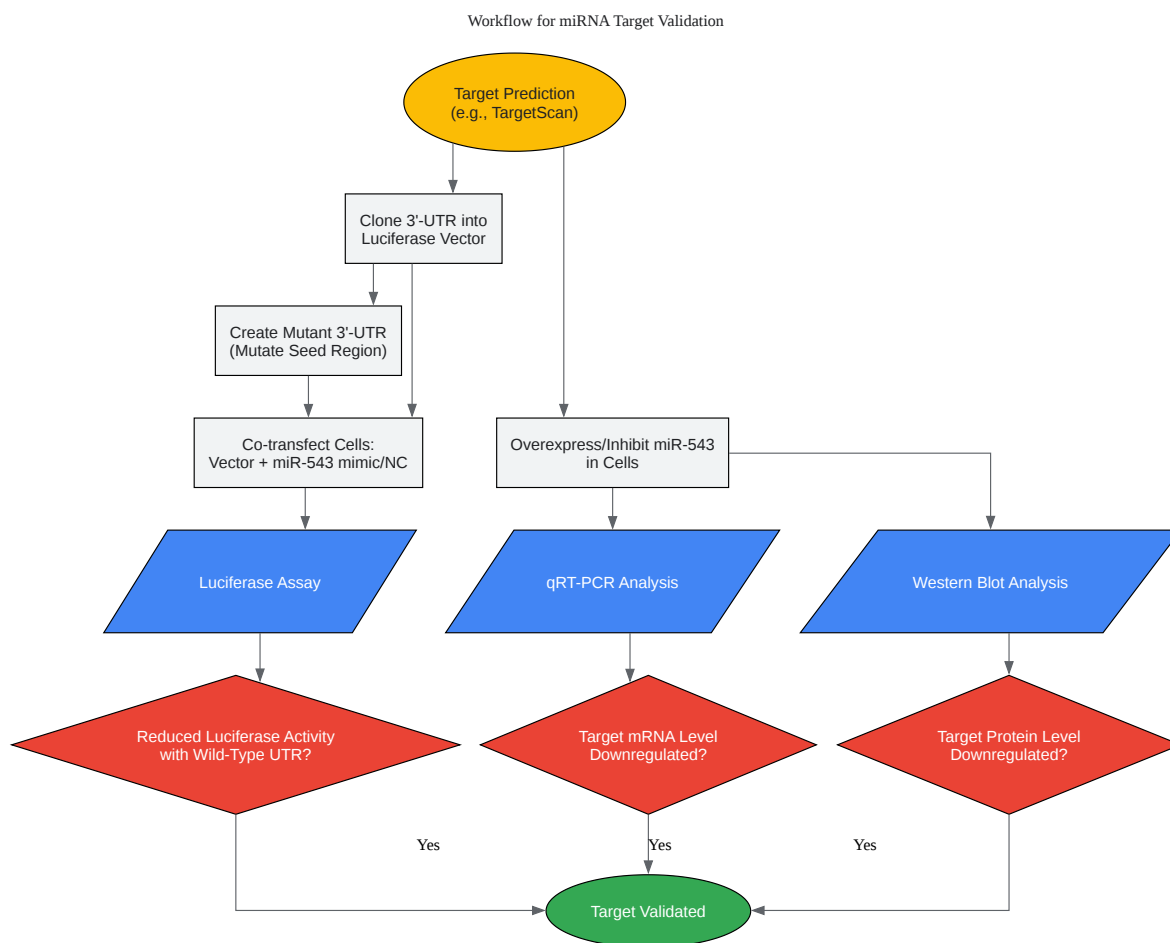 Workflow for miRNA Target Validation
Target Prediction
(e.g., TargetScan)
Clone 3'-UTR into
Luciferase Vector
Create Mutant 3'-UTR
(Mutate Seed Region)
Co-transfect Cells:
Vector + miR-543 mimic/NC
Overexpress/Inhibit miR-543
in Cells
Luciferase Assay
qRT-PCR Analysis
Western Blot Analysis
Reduced Luciferase Activity
with Wild-Type UTR?
Target mRNA Level
Downregulated?
Target Protein Level
Downregulated?
Yes
Yes
Yes
Target Validated